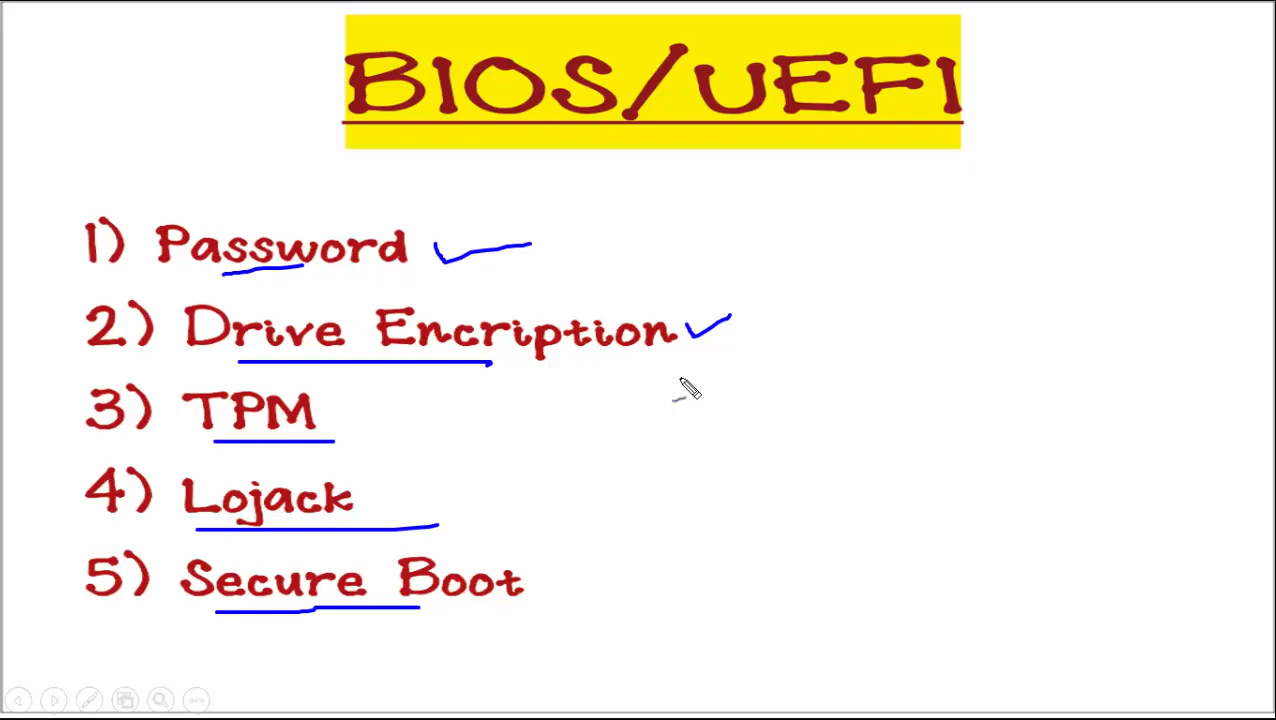 BIOS/UEFI
1) Password
2) Drive Encription
3) TPM
4) Lojack
5) Secure Boot